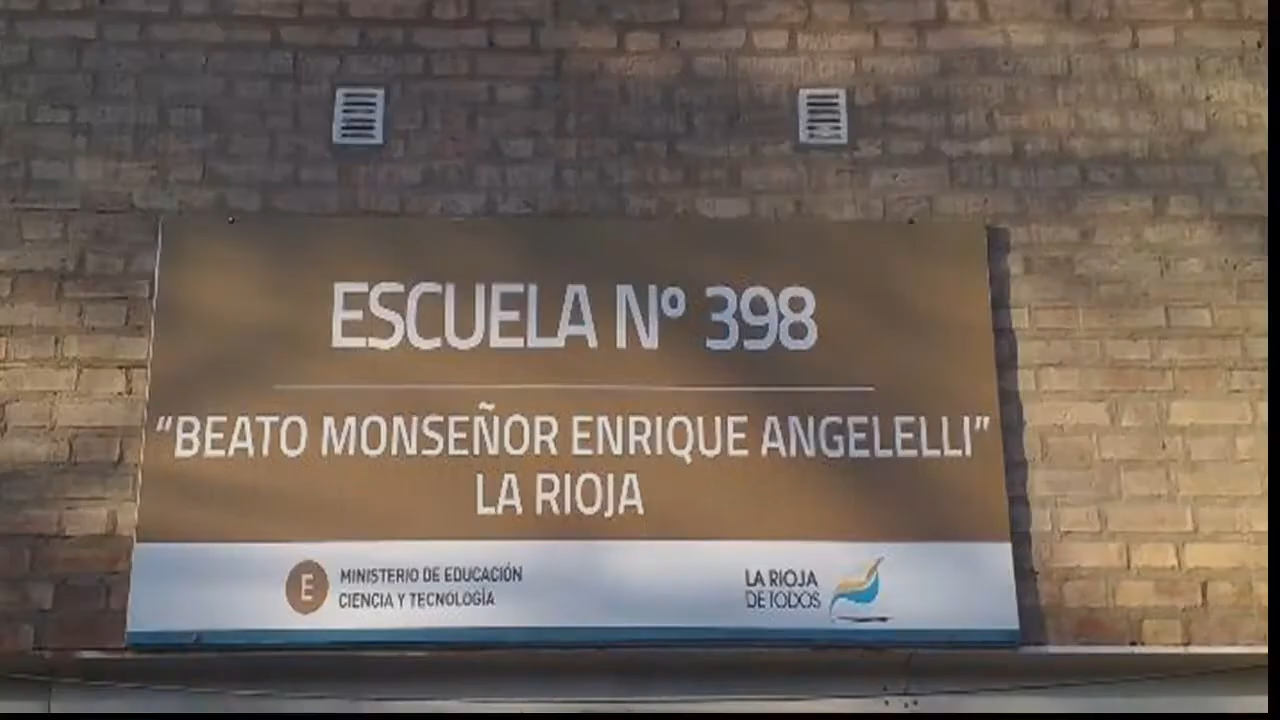 ESCUELA Nº 398
“BEATO MONSEÑOR ENRIQUE ANGELELLI”
LA RIOJA
E
MINISTERIO DE EDUCACIÓN
CIENCIA Y TECNOLOGÍA
LA RIOJA
DE TODOS